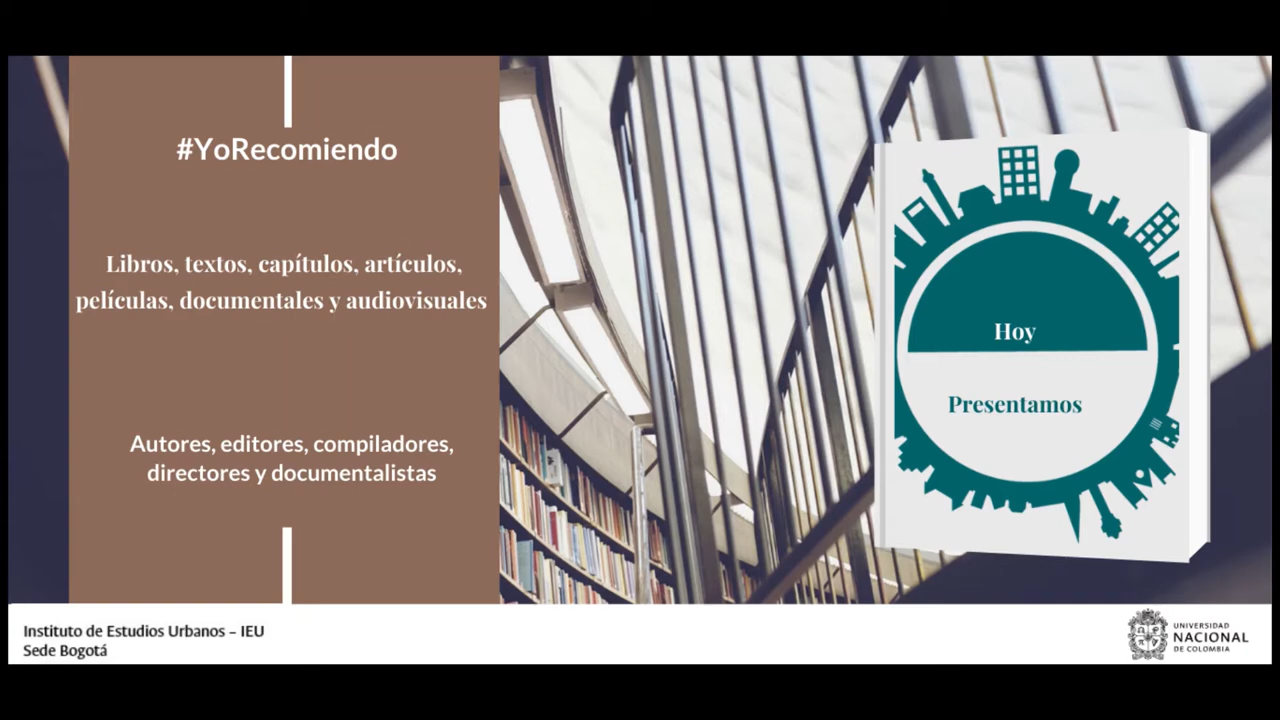 #YoRecomiendo
Libros, textos, capítulos, artículos,
películas, documentales y audiovisuales
Autores, editores, compiladores,
directores y documentalistas
Hoy
Presentamos
Instituto de Estudios Urbanos – IEU
Sede Bogotá
UNIVERSIDAD
NACIONAL
DE COLOMBIA